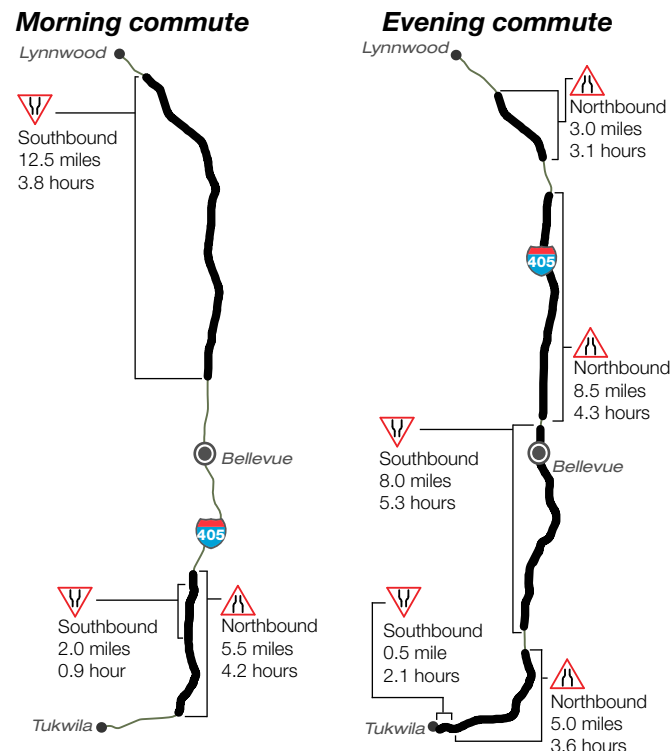 Morning commute
Lynnwood
Southbound
12.5 miles
3.8 hours
Bellevue
405
Southbound
2.0 miles
0.9 hour
Northbound
5.5 miles
4.2 hours
Tukwila
Evening commute
Lynnwood
Northbound
3.0 miles
3.1 hours
405
Northbound
8.5 miles
4.3 hours
Southbound
8.0 miles
5.3 hours
Bellevue
Southbound
0.5 mile
2.1 hours
Northbound
5.0 miles
3.6 hours
Tukwila